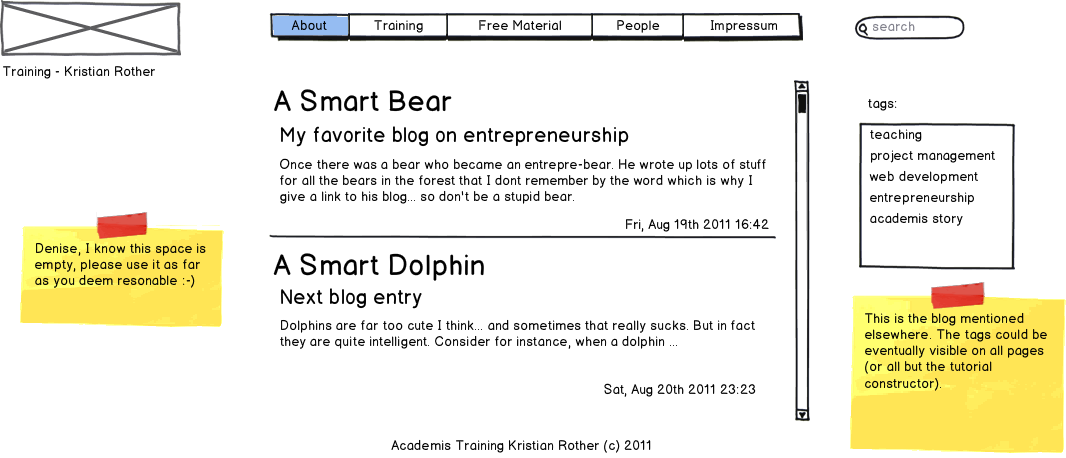 About
Training
Free Material
People
Impressum
search
Training - Kristian Rother
A Smart Bear
My favorite blog on entrepreneurship
Once there was a bear who became an entrepre-bear. He wrote up lots of stuff
for all the bears in the forest that I dont remember by the word which is why I
give a link to his blog... so don't be a stupid bear.
Fri, Aug 19th 2011 16:42
A Smart Dolphin
Next blog entry
Dolphins are far too cute I think... and sometimes that really sucks. But in fact
they are quite intelligent. Consider for instance, when a dolphin ...
Sat, Aug 20th 2011 23:23
tags:
teaching
project management
web development
entrepreneurship
academis story
Denise, I know this space is
empty, please use it as far
as you deem resonable :-)
This is the blog mentioned
elsewhere. The tags could be
eventually visible on all pages
(or all but the tutorial
constructor).
Academis Training Kristian Rother (c) 2011